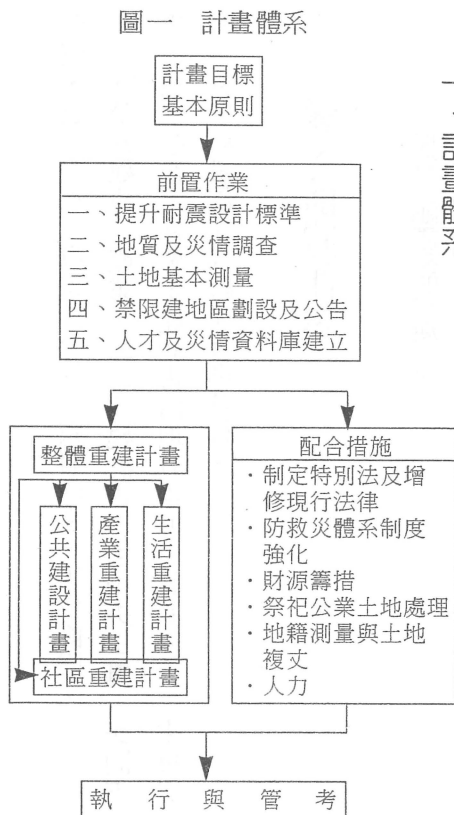 圖一　計畫體系
計畫目標
基本原則
一、計畫體系
前置作業
一、提升耐震設計標準
二、地質及災情調查
三、土地基本測量
四、禁限建地區劃設及公告
五、人才及災情資料庫建立
整體重建計畫
公共建設計畫
產業重建計畫
生活重建計畫
社區重建計畫
配合措施
·制定特別法及增
修現行法律
·防救災體系制度
強化
·財源籌措
·祭祀公業土地處理
·地籍測量與土地
複丈
·人力
執行與管考